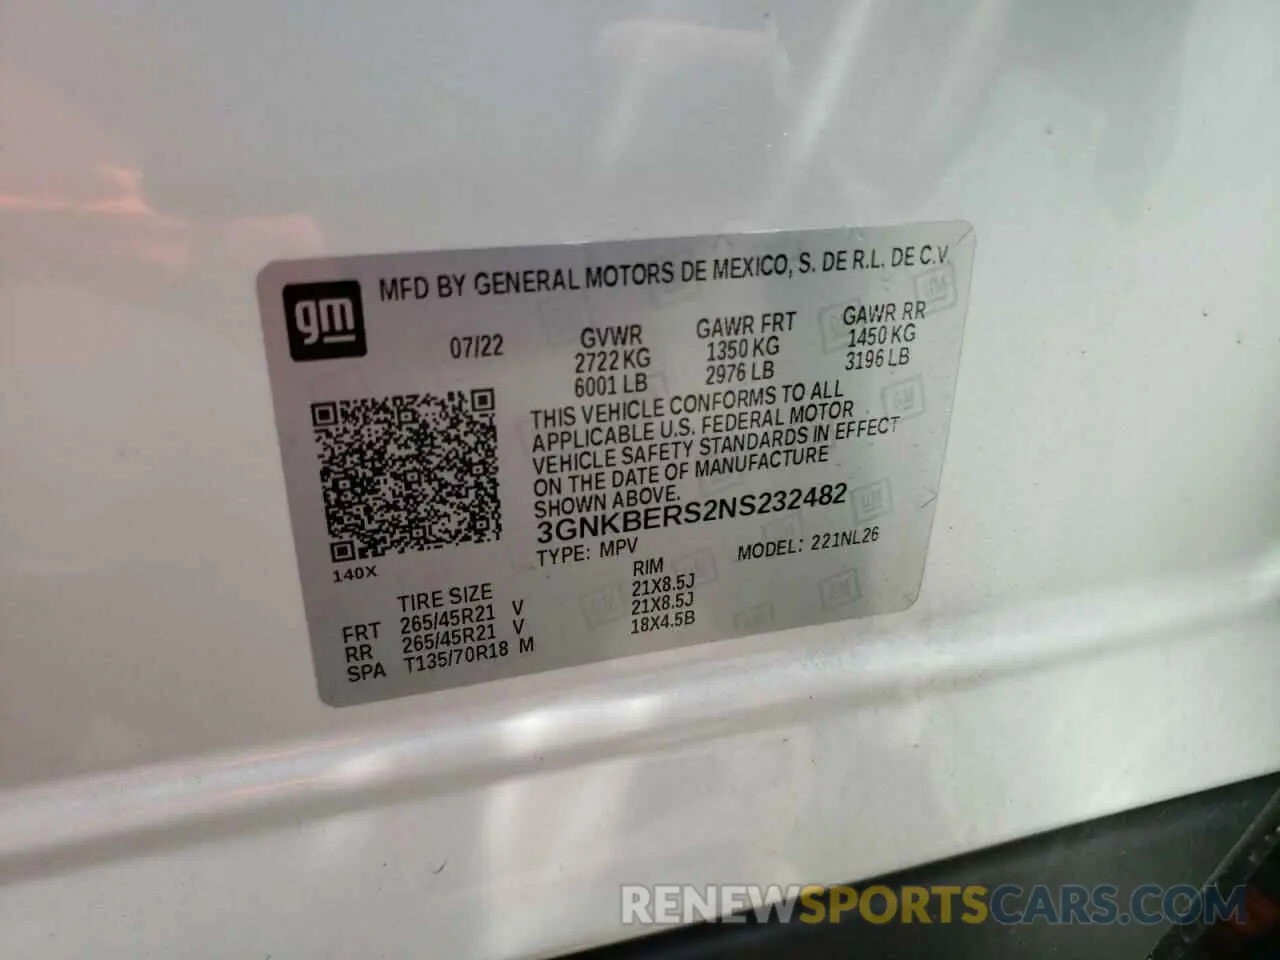 MFD BY GENERAL MOTORS DE MEXICO, S. DE R.L. DE C.V.
gm
07/22
GVWR GAWR FRT GAWR RR
2722 KG 1350 KG 1450 KG
6001 LB 2976 LB 3196 LB
THIS VEHICLE CONFORMS TO ALL
APPLICABLE U.S. FEDERAL MOTOR
VEHICLE SAFETY STANDARDS IN EFFECT
ON THE DATE OF MANUFACTURE
SHOWN ABOVE.
3GNKBERS2NS232482
TYPE: MPV MODEL: 221NL26
140X
TIRE SIZE RIM
FRT 265/45R21 V 21X8.5J
RR 265/45R21 V 21X8.5J
SPA T135/70R18 M 18X4.5B
RENEWSPORTSCARS.COM